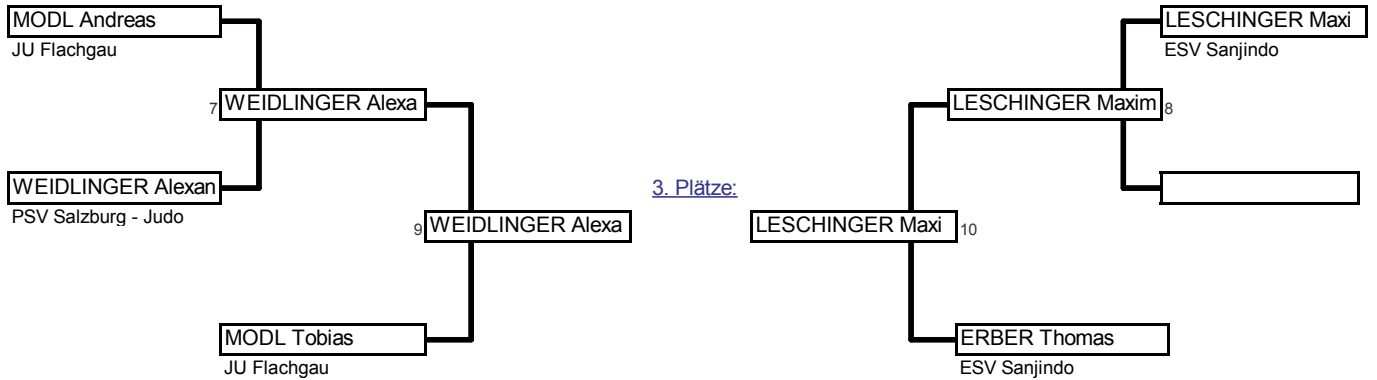 MODL Andreas
JU Flachgau
7 WEIDLINGER Alexa
WEIDLINGER Alexan
PSV Salzburg - Judo
9 WEIDLINGER Alexa
MODL Tobias
JU Flachgau
3. Plätze:
LESCHINGER Maxi
ESV Sanjindo
LESCHINGER Maxim 8
LESCHINGER Maxi 10
ERBER Thomas
ESV Sanjindo